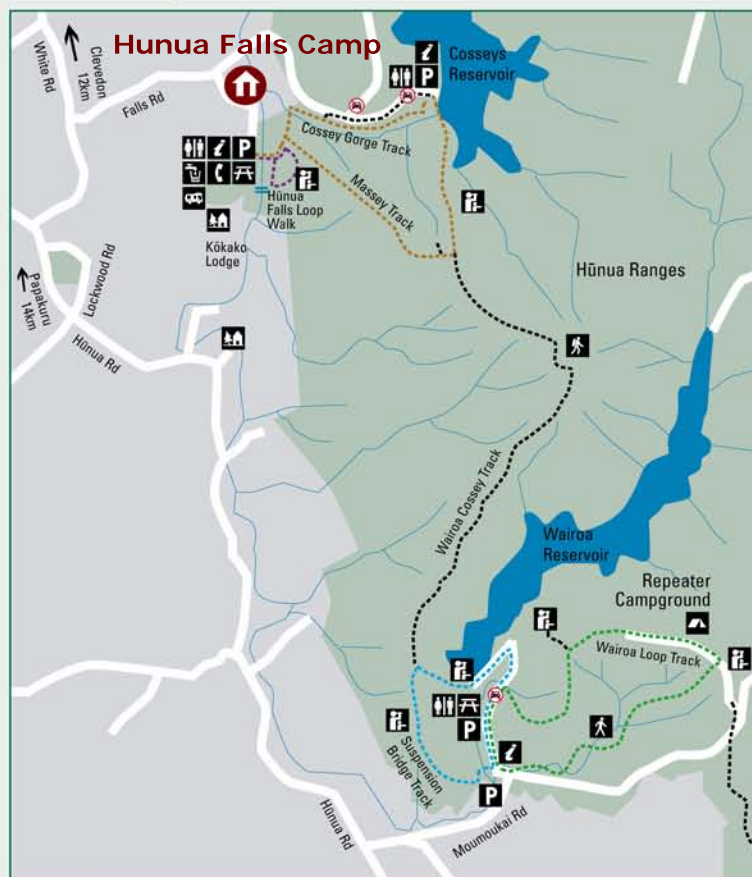 Hunua Falls Camp
White Rd
Clevedon
12km
Falls Rd
Cosseys
Reservoir
i
P
Cossey Gorge Track
i
P
Massey Track
Hūnua
Falls Loop
Walk
Kōkako
Lodge
Lockwood Rd
Papakuru
14km
Hūnua Rd
Hūnua Ranges
Wairoa Cossey Track
Wairoa
Reservoir
Repeater
Campground
Wairoa Loop Track
P
Suspension
Bridge Track
i
P
Hūnua Rd
Moumoukai Rd